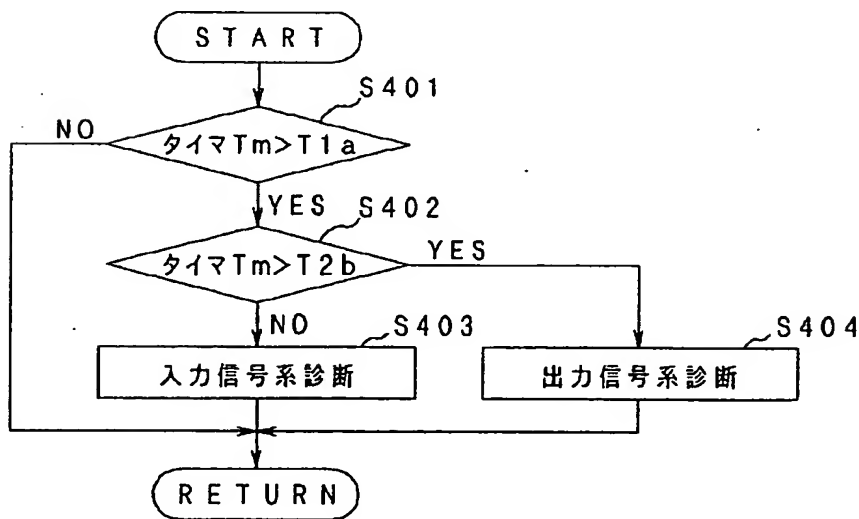 START
S401
NO
タイマTm>T1a
YES
S402
タイマTm>T2b
YES
NO
S403
S404
入力信号系診断
出力信号系診断
RETURN